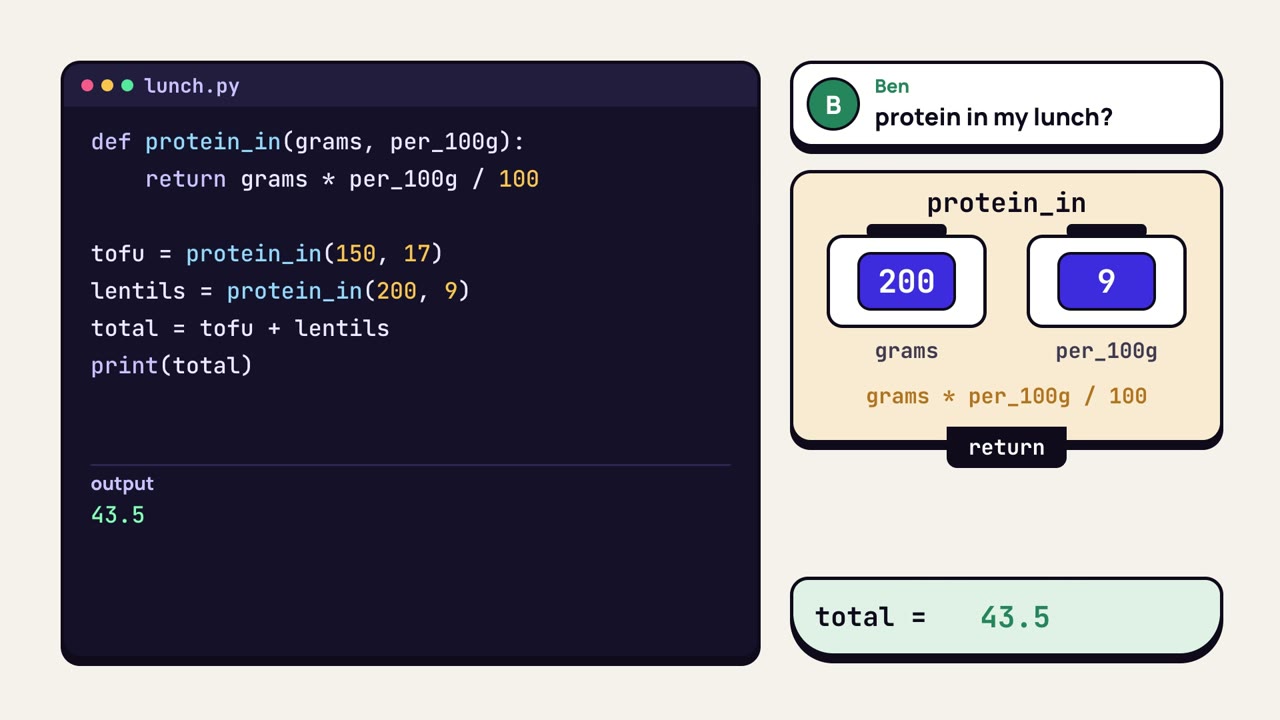 lunch.py
def protein_in(grams, per_100g):
    return grams * per_100g / 100
tofu = protein_in(150, 17)
lentils = protein_in(200, 9)
total = tofu + lentils
print(total)
output
43.5
B
Ben
protein in my lunch?
protein_in
200 9
grams per_100g
grams * per_100g / 100
return
total = 43.5